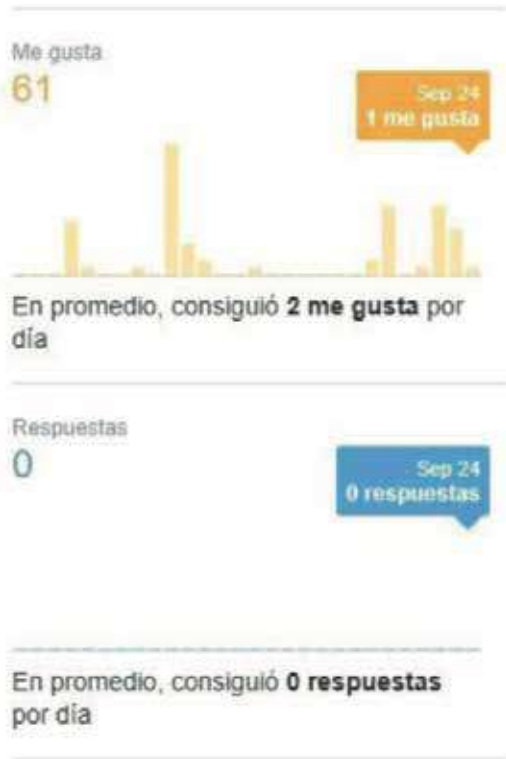 Me gusta
61
Sep 24
1 me gusta
En promedio, consiguió 2 me gusta por
día
Respuestas
0
Sep 24
0 respuestas
En promedio, consiguió 0 respuestas
por día